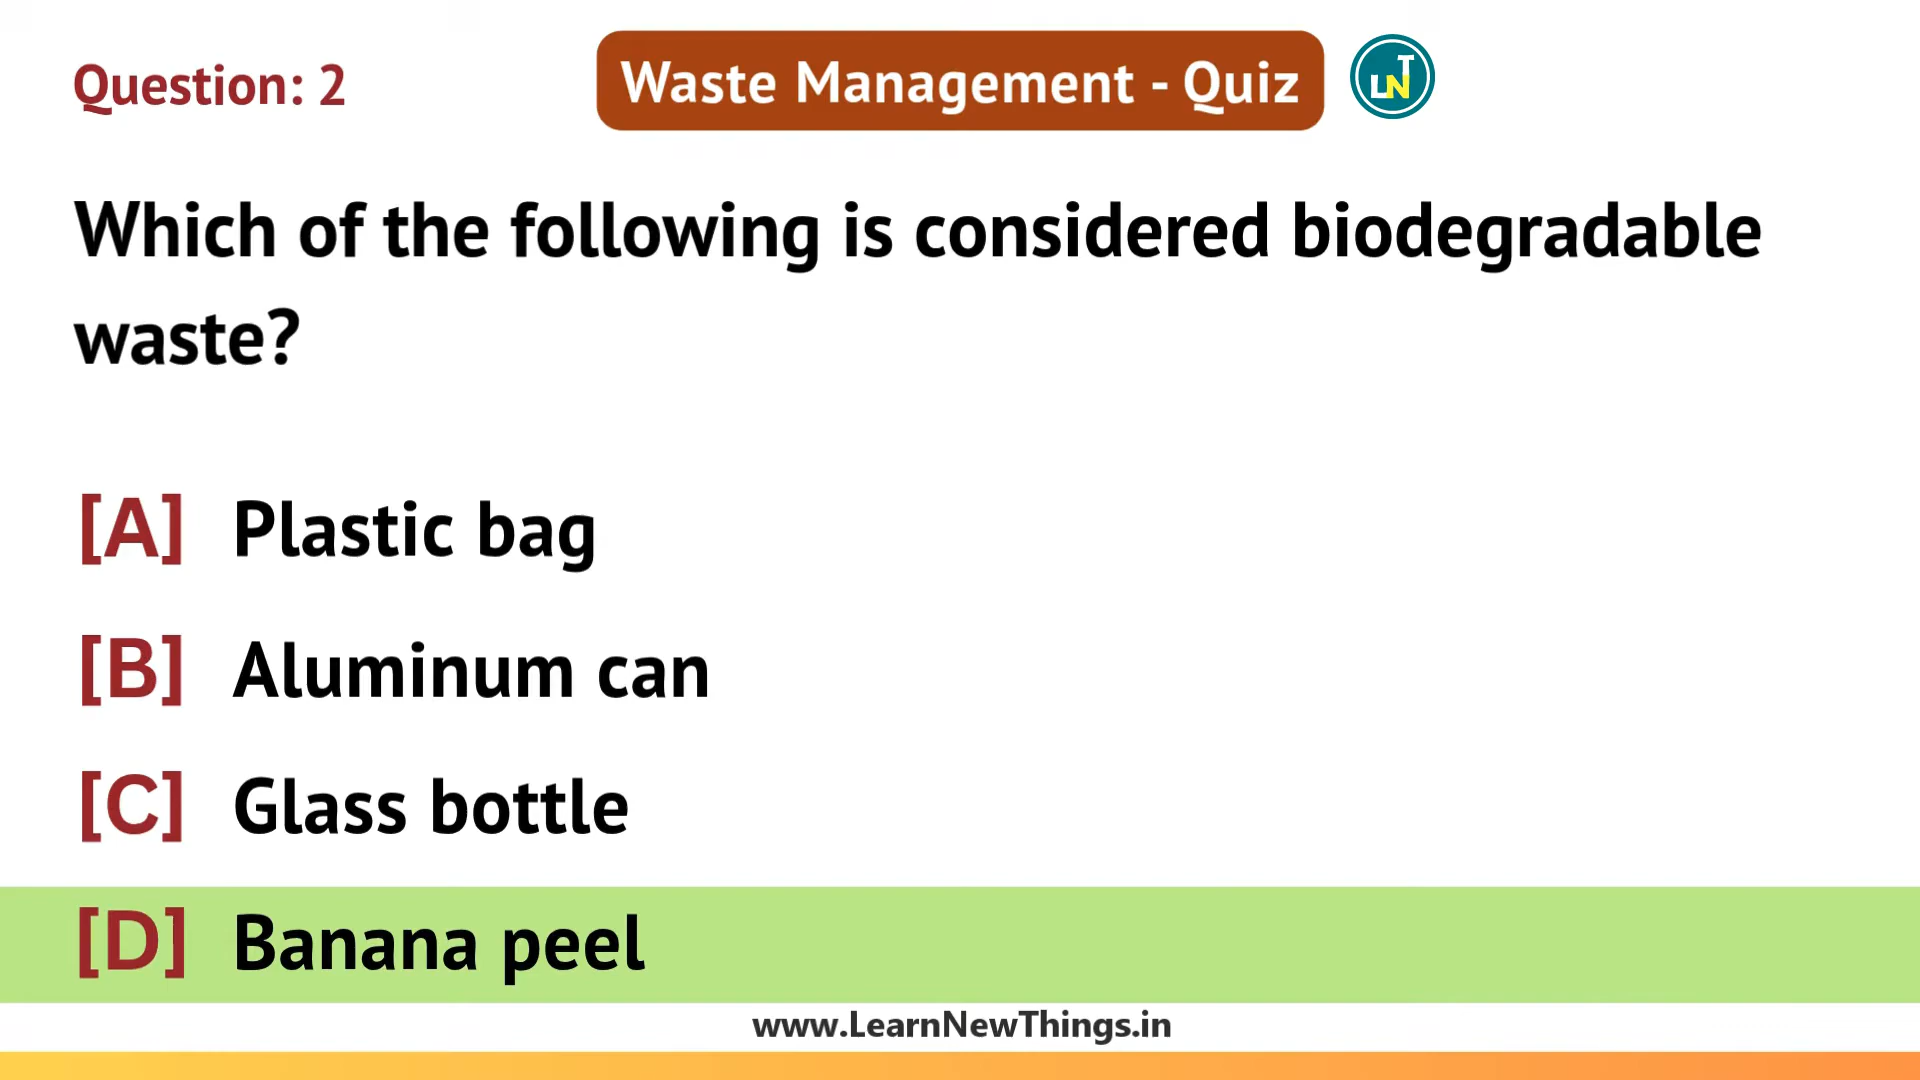 Question: 2
Waste Management - Quiz
LNT
Which of the following is considered biodegradable
waste?
[A] Plastic bag
[B] Aluminum can
[C] Glass bottle
[D] Banana peel
www.LearnNewThings.in